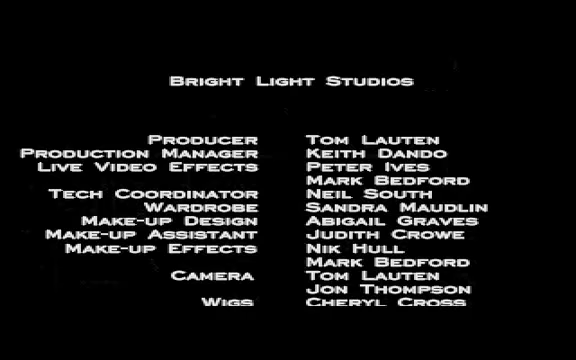 Bright Light Studios
Producer Tom Lauten
Production Manager Keith Dando
Live Video Effects Peter Ives
Mark Bedford
Tech Coordinator Neil South
Wardrobe Sandra Maudlin
Make-up Design Abigail Graves
Make-up Assistant Judith Crowe
Make-up Effects Nik Hull
Mark Bedford
Camera Tom Lauten
Jon Thompson
Wigs Cheryl Cross